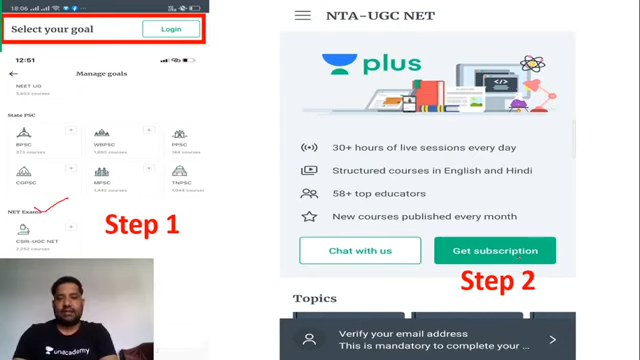 18:06
Select your goal
Login
12:51
Manage goals
NEET UG
State PSC
BPSC
WBPSC
PPSC
CGPSC
MPSC
TNPSC
NET Exams
CSIR-UGC NET
Step 1
unacademy
NTA-UGC NET
plus
30+ hours of live sessions every day
Structured courses in English and Hindi
58+ top educators
New courses published every month
Chat with us
Get subscription
Step 2
Topics
Verify your email address
This is mandatory to complete your ...